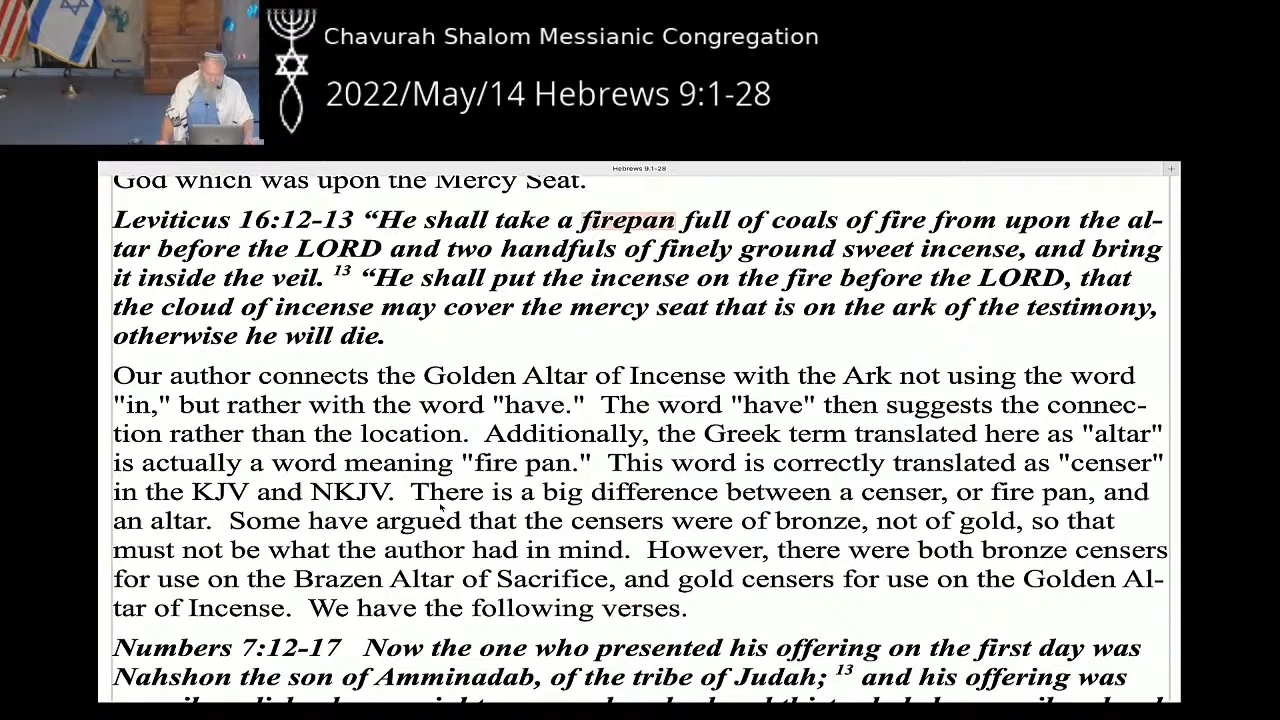 Chavurah Shalom Messianic Congregation
2022/May/14 Hebrews 9:1-28
Hebrews 9.1-28
+
God which was upon the Mercy Seat.
Leviticus 16:12-13 “He shall take a firepan full of coals of fire from upon the al-
tar before the LORD and two handfuls of finely ground sweet incense, and bring
it inside the veil. 13 “He shall put the incense on the fire before the LORD, that
the cloud of incense may cover the mercy seat that is on the ark of the testimony,
otherwise he will die.
Our author connects the Golden Altar of Incense with the Ark not using the word
"in," but rather with the word "have." The word "have" then suggests the connec-
tion rather than the location. Additionally, the Greek term translated here as "altar"
is actually a word meaning "fire pan." This word is correctly translated as "censer"
in the KJV and NKJV. There is a big difference between a censer, or fire pan, and
an altar. Some have argued that the censers were of bronze, not of gold, so that
must not be what the author had in mind. However, there were both bronze censers
for use on the Brazen Altar of Sacrifice, and gold censers for use on the Golden Al-
tar of Incense. We have the following verses.
Numbers 7:12-17 Now the one who presented his offering on the first day was
Nahshon the son of Amminadab, of the tribe of Judah; 13 and his offering was